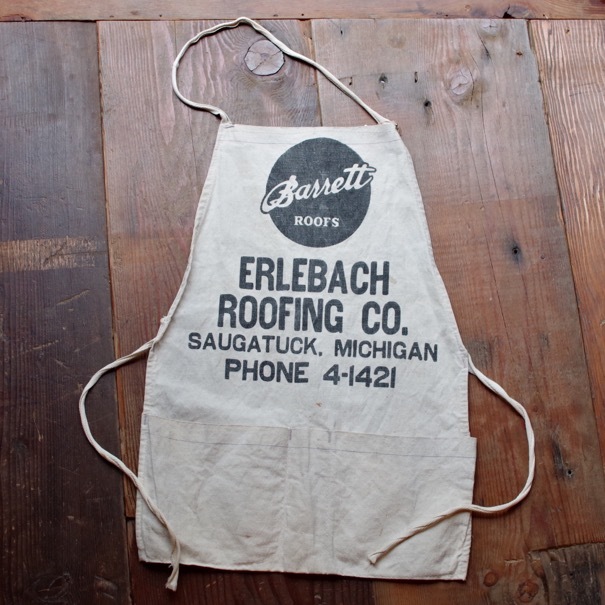 Barrett
ROOFS
ERLEBACH
ROOFING CO.
SAUGATUCK, MICHIGAN
PHONE 4-1421